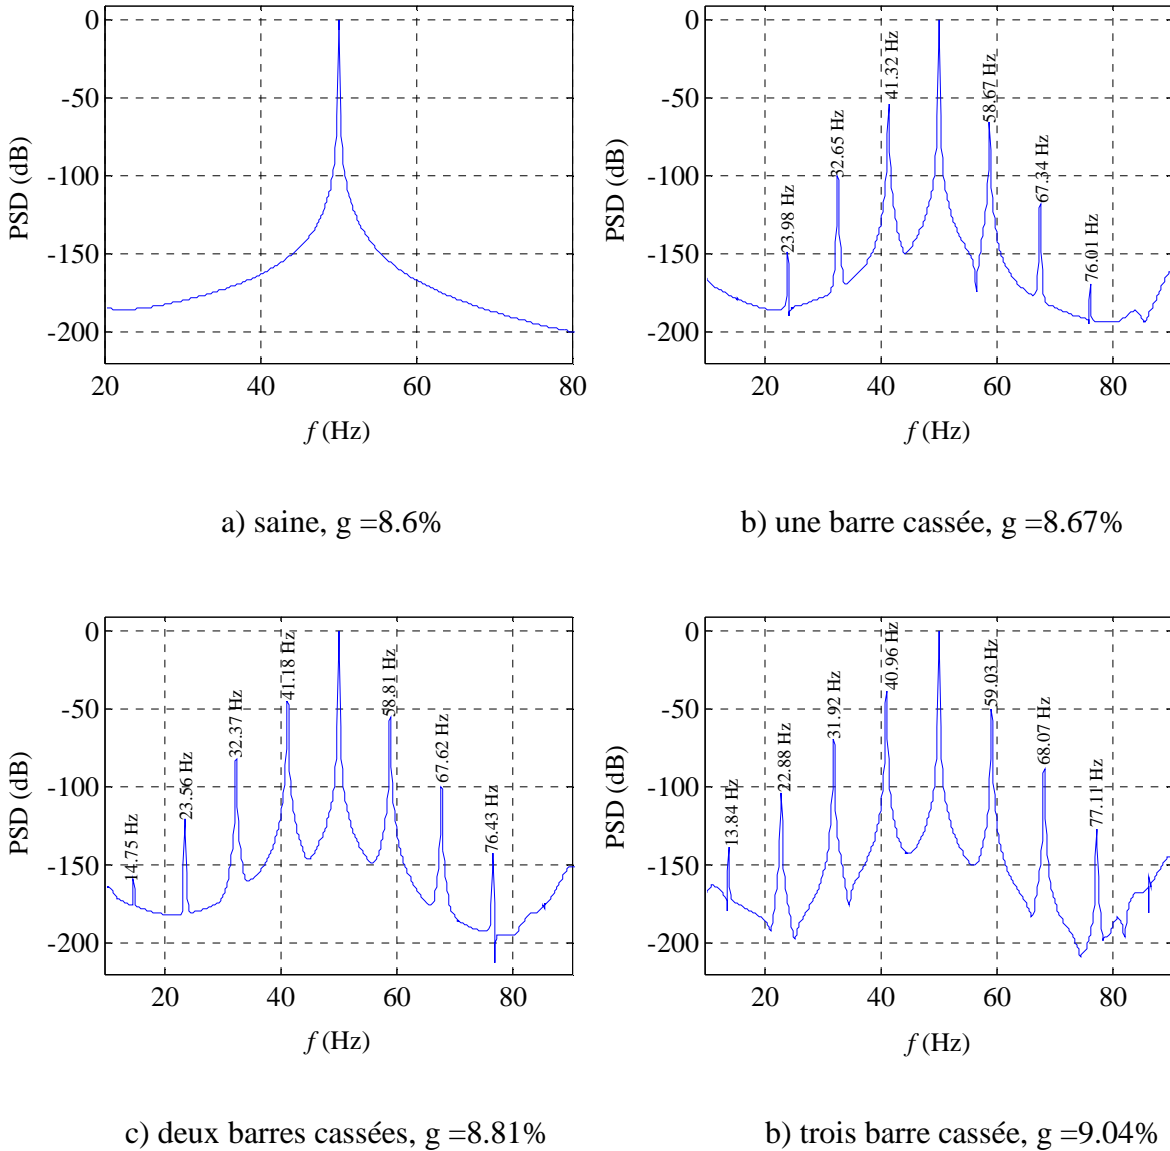 0
-50
-100
-150
-200
PSD (dB)
20
40
60
80
f (Hz)
a) saine, g =8.6%
0
-50
-100
-150
-200
PSD (dB)
23.98 Hz
32.65 Hz
41.32 Hz
58.67 Hz
67.34 Hz
76.01 Hz
20
40
60
80
f (Hz)
b) une barre cassée, g =8.67%
0
-50
-100
-150
-200
PSD (dB)
14.75 Hz
23.56 Hz
32.37 Hz
41.18 Hz
58.81 Hz
67.62 Hz
76.43 Hz
20
40
60
80
f (Hz)
c) deux barres cassées, g =8.81%
0
-50
-100
-150
-200
PSD (dB)
13.84 Hz
22.88 Hz
31.92 Hz
40.96 Hz
59.03 Hz
68.07 Hz
77.11 Hz
20
40
60
80
f (Hz)
b) trois barre cassée, g =9.04%